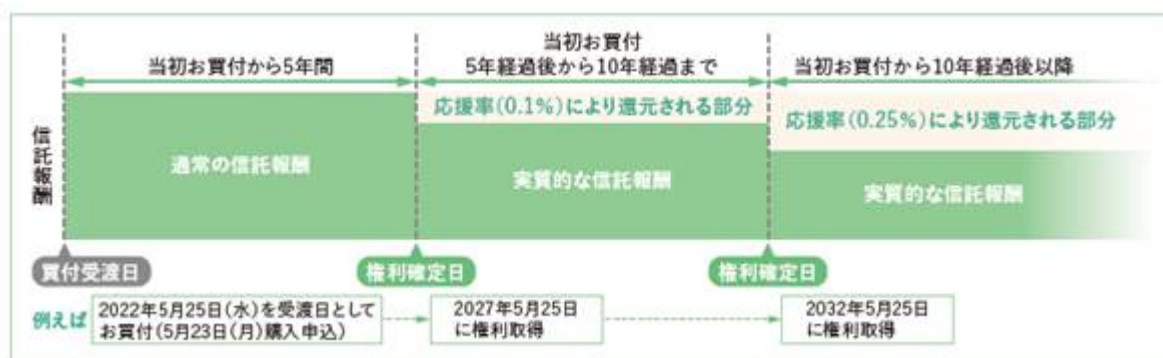 当初お買付から5年間
当初お買付
5年経過後から10年経過まで
当初お買付から10年経過後以降
信託報酬
通常の信託報酬
応援率(0.1%)により還元される部分
実質的な信託報酬
応援率(0.25%)により還元される部分
実質的な信託報酬
買付受渡日
権利確定日
権利確定日
例えば
2022年5月25日(水)を受渡日として
お買付(5月23日(月)購入申込)
2027年5月25日
に権利取得
2032年5月25日
に権利取得